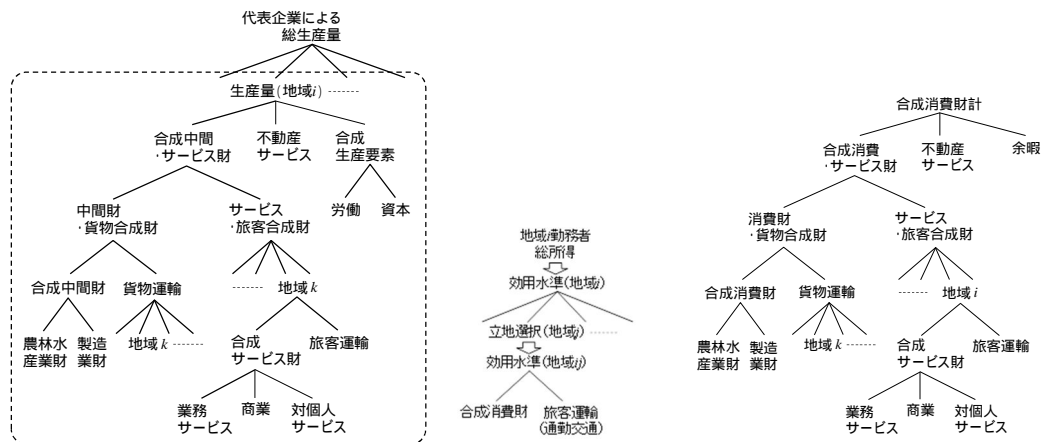 代表企業による
総生産量
生産量(地域i)
合成中間
・サービス財
不動産
サービス
合成
生産要素
労働
資本
中間財
・貨物合成財
サービス
・旅客合成財
合成中間財
貨物運輸
地域k
農林水
産業財
製造
業財
地域k
合成
サービス財
旅客運輸
業務
サービス
商業
対個人
サービス
地域i勤務者
総所得
効用水準(地域i)
立地選択(地域j)
効用水準(地域ij)
合成消費財
旅客運輸
(通勤交通)
合成消費財計
合成消費
・サービス財
不動産
サービス
余暇
消費財
・貨物合成財
サービス
・旅客合成財
合成消費財
貨物運輸
地域i
農林水
産業財
製造
業財
地域k
合成
サービス財
旅客運輸
業務
サービス
商業
対個人
サービス